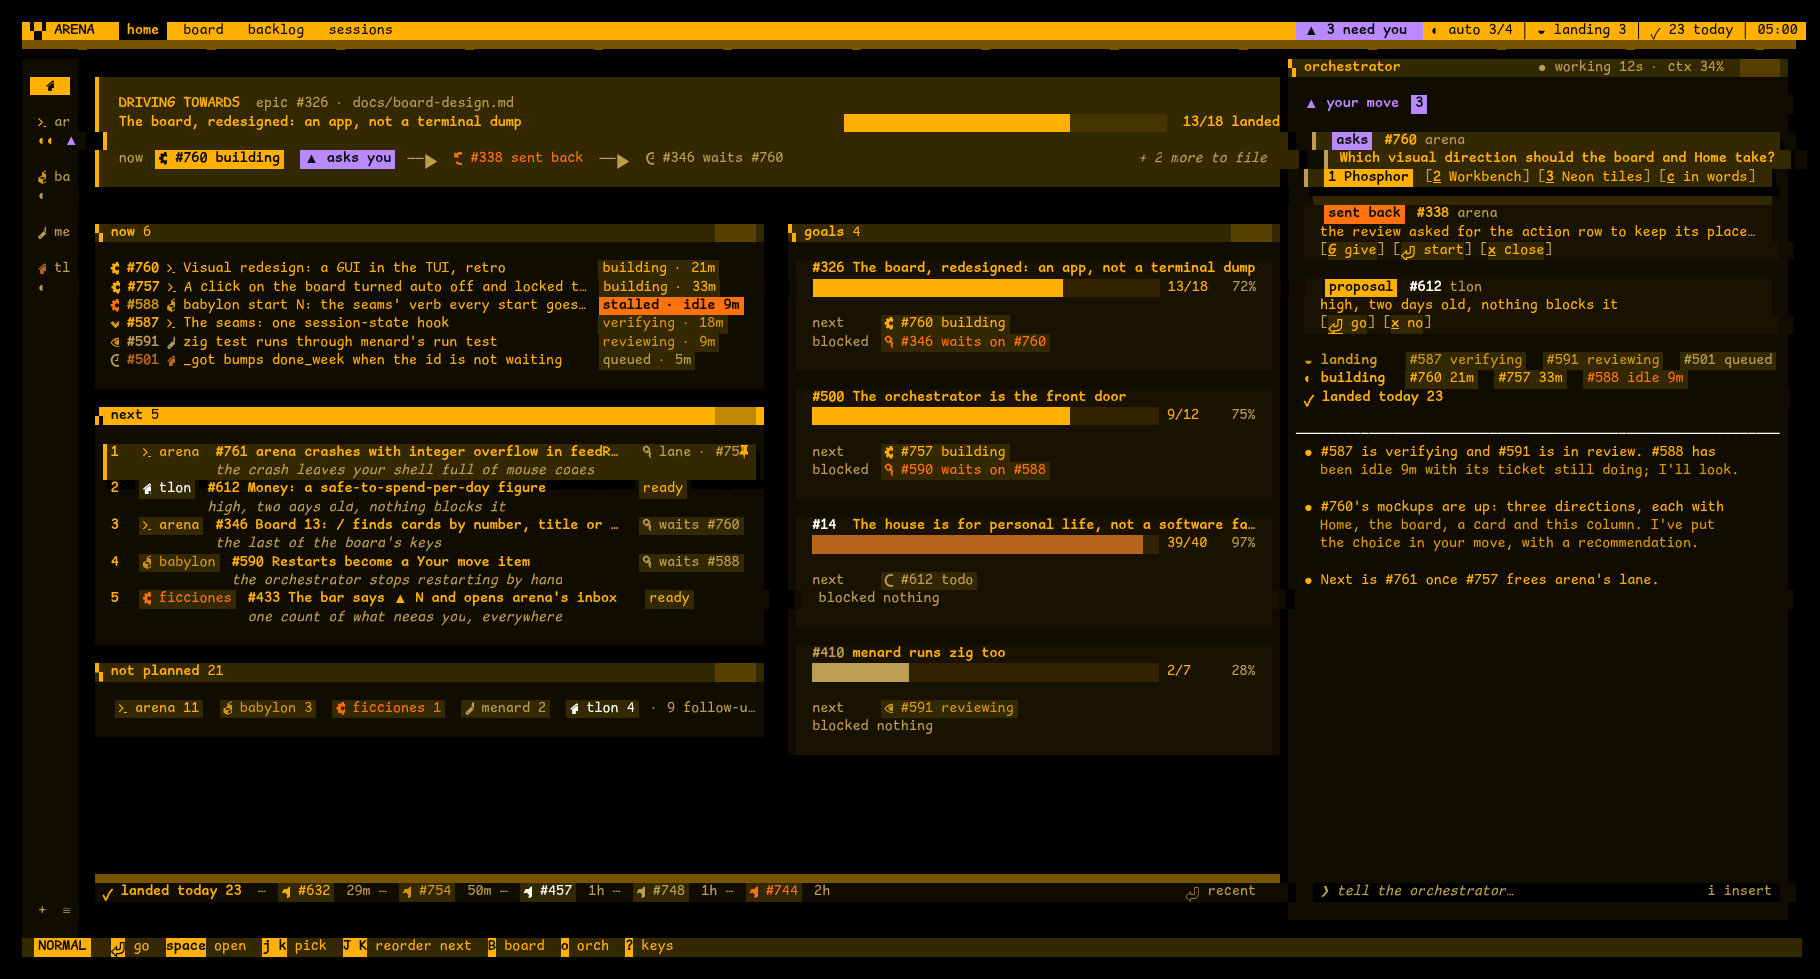 ARENA home board backlog sessions ▲ 3 need you auto 3/4 landing 3 ✓ 23 today 05:00
ar
ba
me
tl
+ ≡
DRIVING TOWARDS epic #326 · docs/board-design.md
The board, redesigned: an app, not a terminal dump 13/18 landed
now #760 building ▲ asks you ──▶ #338 sent back ──▶ #346 waits #760 + 2 more to file
now 6
#760 Visual redesign: a GUI in the TUI, retro building · 21m
#757 A click on the board turned auto off and locked t… building · 33m
#588 babylon start N: the seams' verb every start goes… stalled · idle 9m
#587 The seams: one session-state hook verifying · 18m
#591 zig test runs through menard's run test reviewing · 9m
#501 _got bumps done_week when the id is not waiting queued · 5m
next 5
1 arena #761 arena crashes with integer overflow in feedR… lane · #75
the crash leaves your shell full of mouse codes
2 tlon #612 Money: a safe-to-spend-per-day figure ready
high, two days old, nothing blocks it
3 arena #346 Board 13: / finds cards by number, title or … waits #760
the last of the board's keys
4 babylon #590 Restarts become a Your move item waits #588
the orchestrator stops restarting by hand
5 ficciones #433 The bar says ▲ N and opens arena's inbox ready
one count of what needs you, everywhere
not planned 21
arena 11 babylon 3 ficciones 1 menard 2 tlon 4 · 9 follow-u…
goals 4
#326 The board, redesigned: an app, not a terminal dump
13/18 72%
next #760 building
blocked #346 waits on #760
#500 The orchestrator is the front door
9/12 75%
next #757 building
blocked #590 waits on #588
#14 The house is for personal life, not a software fa…
39/40 97%
next #612 todo
blocked nothing
#410 menard runs zig too
2/7 28%
next #591 reviewing
blocked nothing
✓ landed today 23 ┄ #632 29m ┄ #754 50m ┄ #457 1h ┄ #748 1h ┄ #744 2h recent
orchestrator ● working 12s · ctx 34%
▲ your move 3
asks #760 arena
Which visual direction should the board and Home take?
1 Phosphor [2 Workbench] [3 Neon tiles] [c in words]
sent back #338 arena
the review asked for the action row to keep its place…
[G give] [⏎ start] [x close]
proposal #612 tlon
high, two days old, nothing blocks it
[⏎ go] [x no]
landing #587 verifying #591 reviewing #501 queued
building #760 21m #757 33m #588 idle 9m
✓ landed today 23
● #587 is verifying and #591 is in review. #588 has
been idle 9m with its ticket still doing; I'll look.
● #760's mockups are up: three directions, each with
Home, the board, a card and this column. I've put
the choice in your move, with a recommendation.
● Next is #761 once #757 frees arena's lane.
❯ tell the orchestrator… i insert
NORMAL ⏎ go space open j k pick J K reorder next B board o orch ? keys